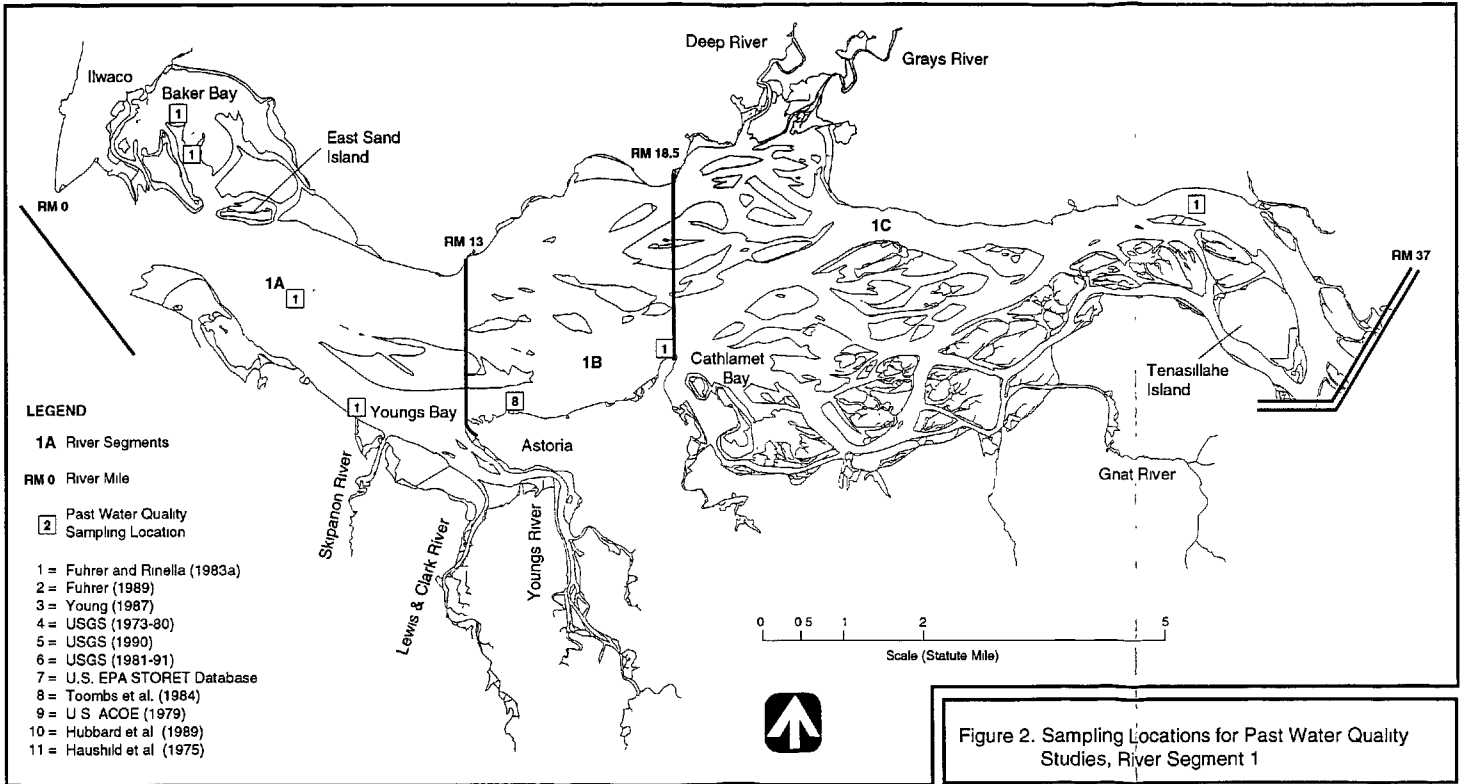 Deep River
Grays River
Ilwaco
Baker Bay
1
1
East Sand
Island
RM 18.5
RM 0
RM 13
1A
1
1C
1
RM 37
1B
1
Cathlamet
Bay
Tenasillahe
Island
8
1
Youngs Bay
Astoria
Gnat River
Skipanon River
Lewis & Clark River
Youngs River
LEGEND
1A River Segments
RM 0 River Mile
2 Past Water Quality
Sampling Location
1 = Fuhrer and Rinella (1983a)
2 = Fuhrer (1989)
3 = Young (1987)
4 = USGS (1973-80)
5 = USGS (1990)
6 = USGS (1981-91)
7 = U.S. EPA STORET Database
8 = Toombs et al. (1984)
9 = U S ACOE (1979)
10 = Hubbard et al (1989)
11 = Haushild et al (1975)
0 0 5 1 2 5
Scale (Statute Mile)
Figure 2. Sampling Locations for Past Water Quality
Studies, River Segment 1